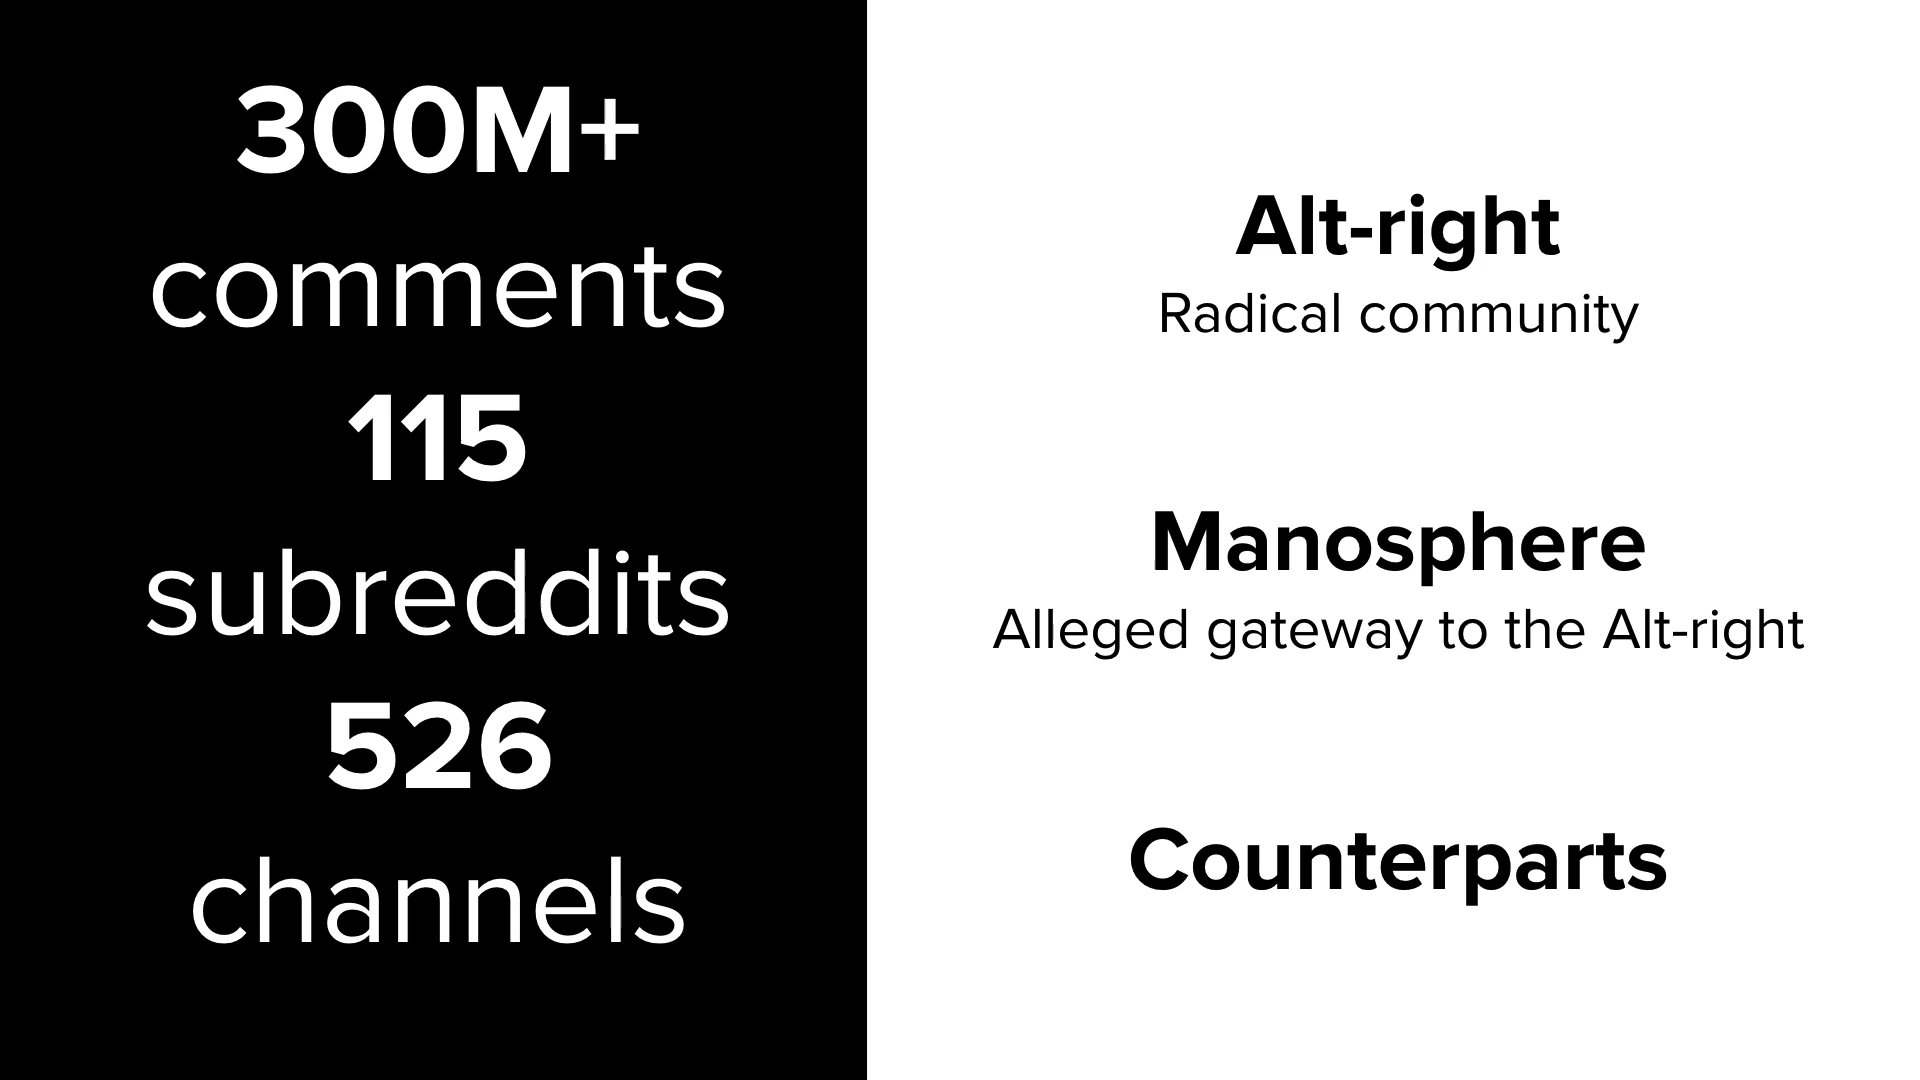 300M+
comments
115
subreddits
526
channels
Alt-right
Radical community
Manosphere
Alleged gateway to the Alt-right
Counterparts